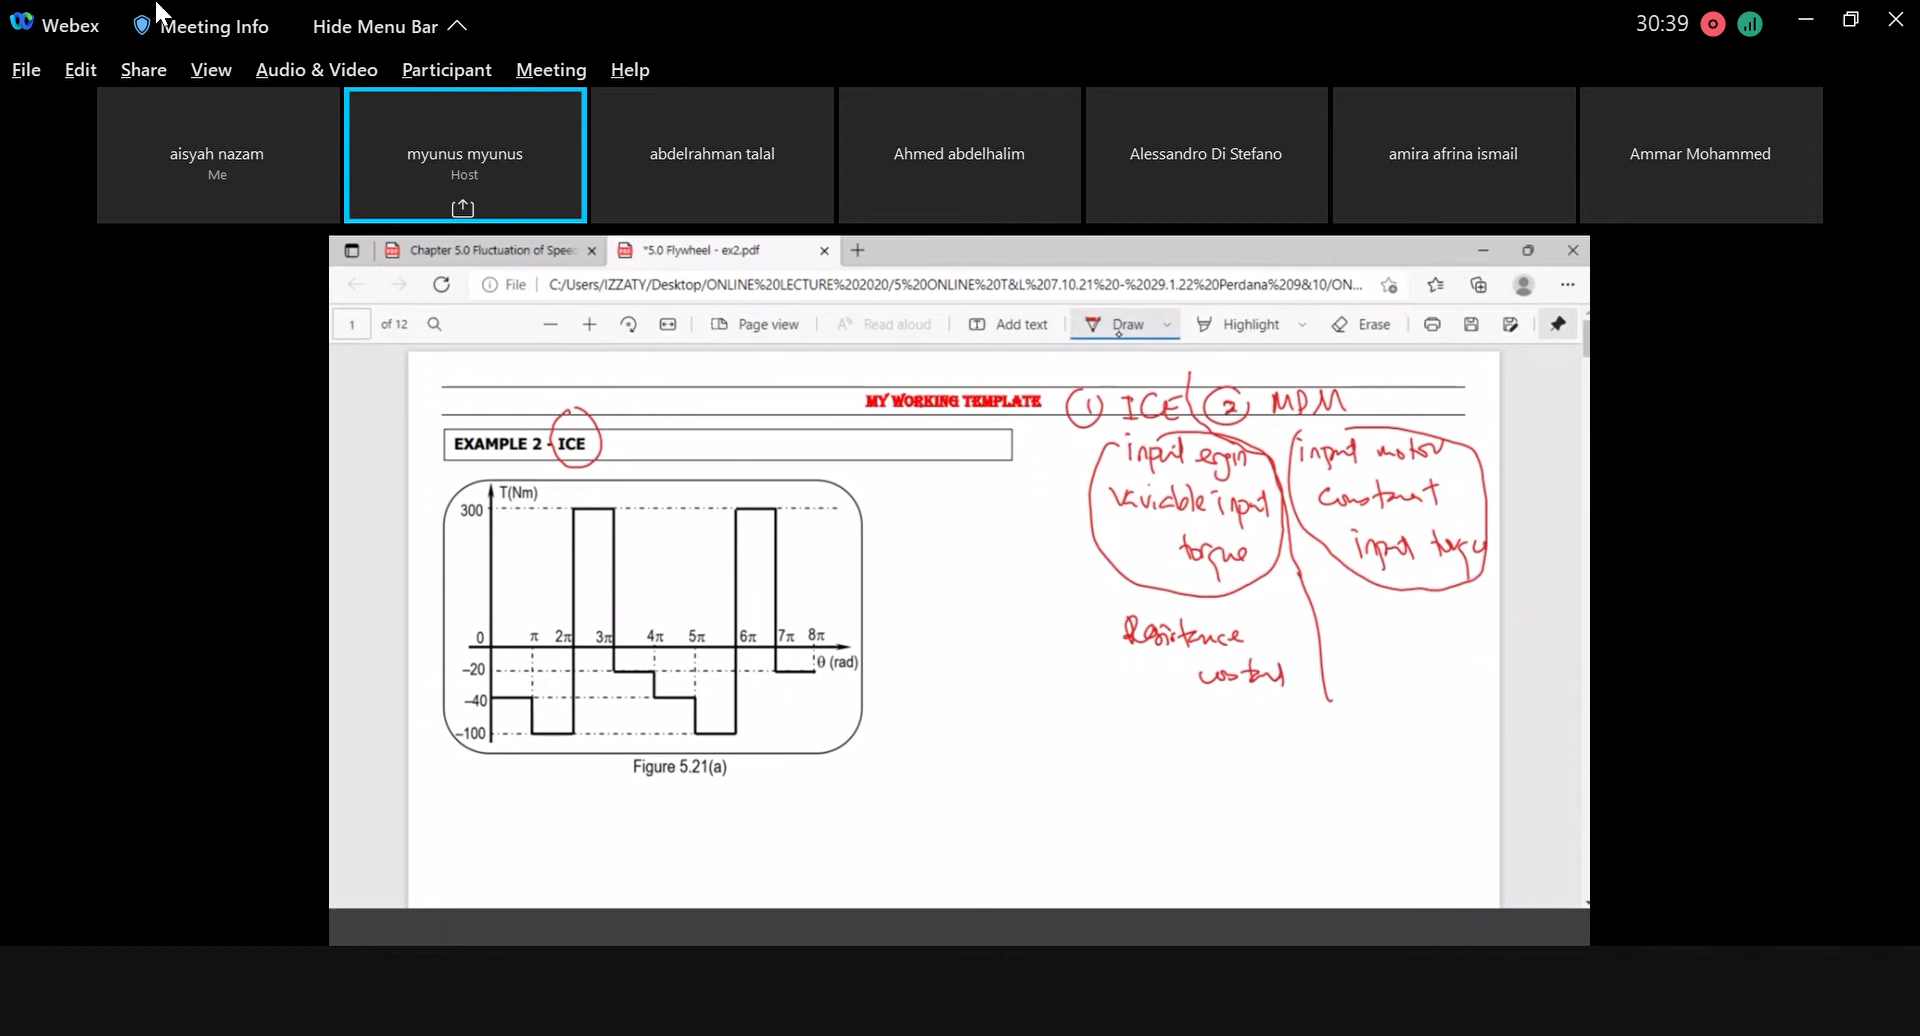 Webex Meeting Info Hide Menu Bar 30:39
File Edit Share View Audio & Video Participant Meeting Help
aisyah nazam
Me
myunus myunus
Host
abdelrahman talal
Ahmed abdelhalim
Alessandro Di Stefano
amira afrina ismail
Ammar Mohammed
Chapter 5.0 Fluctuation of Speed
*5.0 Flywheel - ex2.pdf
File C:/Users/IZZATY/Desktop/ONLINE%20LECTURE%202020/5%20ONLINE%20T&L%207.10.21%20-%2029.1.22%20Perdana%209&10/ON...
1 of 12 Page view Read aloud Add text Draw Highlight Erase
MY WORKING TEMPLATE
① ICE ② MDM
EXAMPLE 2 - ICE
input
variable input
torque
input motor
constant
input
Resistance
T(Nm)
300
0 π 2π 3π 4π 5π 6π 7π 8π
θ (rad)
–20
–40
–100
Figure 5.21(a)